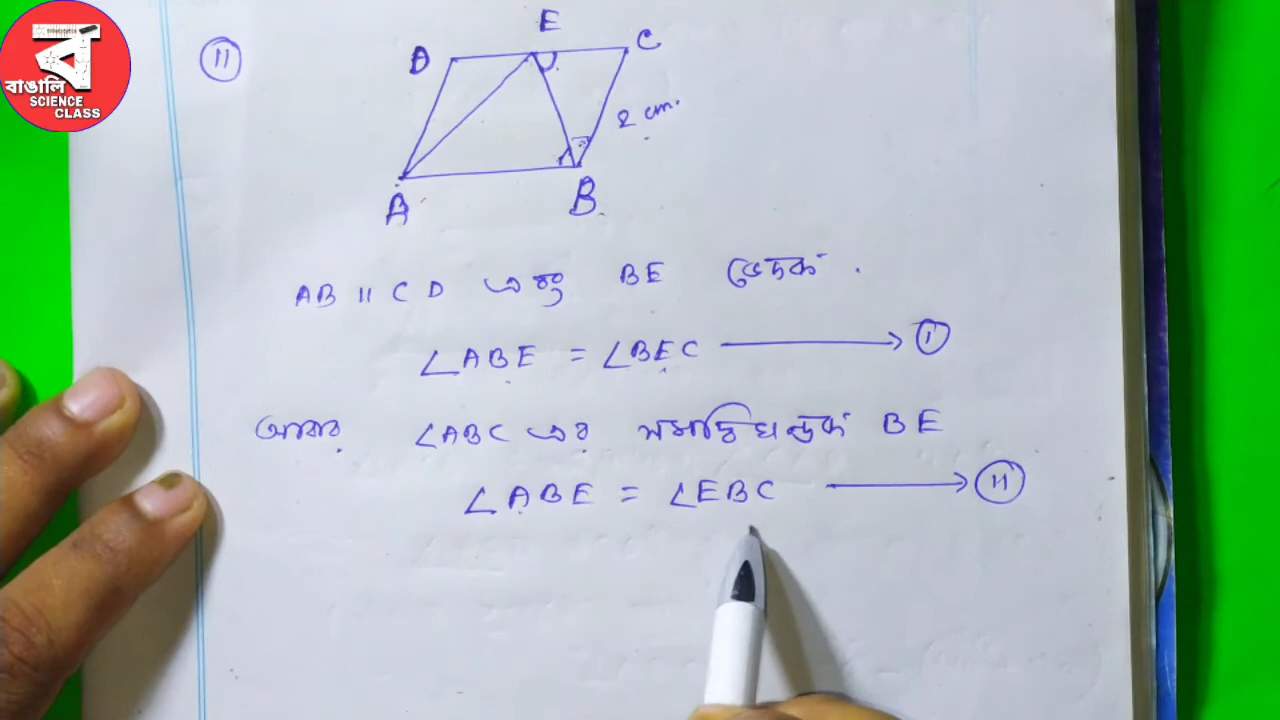 ব
বাঙালি
SCIENCE
CLASS
11
E
D
C
2 cm.
A
B
AB ॥ CD এবং BE ভেদক .
∠ABE = ∠BEC ⟶ i
আবার ∠ABC এর সমদ্বিখণ্ডক BE
∠ABE = ∠EBC ⟶ ii